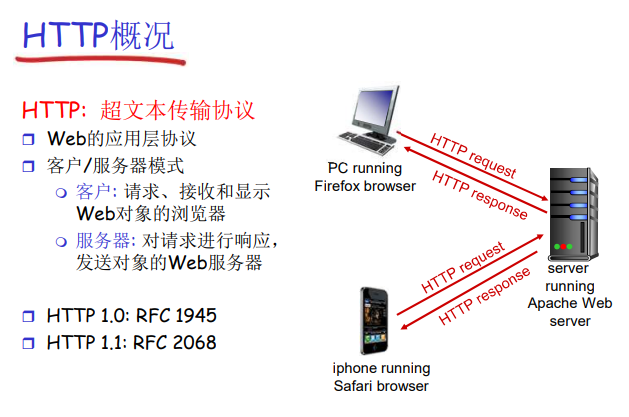 HTTP概况
HTTP: 超文本传输协议
Web的应用层协议
客户/服务器模式
客户: 请求、接收和显示
Web对象的浏览器
服务器: 对请求进行响应，
发送对象的Web服务器
HTTP 1.0: RFC 1945
HTTP 1.1: RFC 2068
PC running
Firefox browser
HTTP request
HTTP response
HTTP request
HTTP response
server
running
Apache Web
server
iphone running
Safari browser